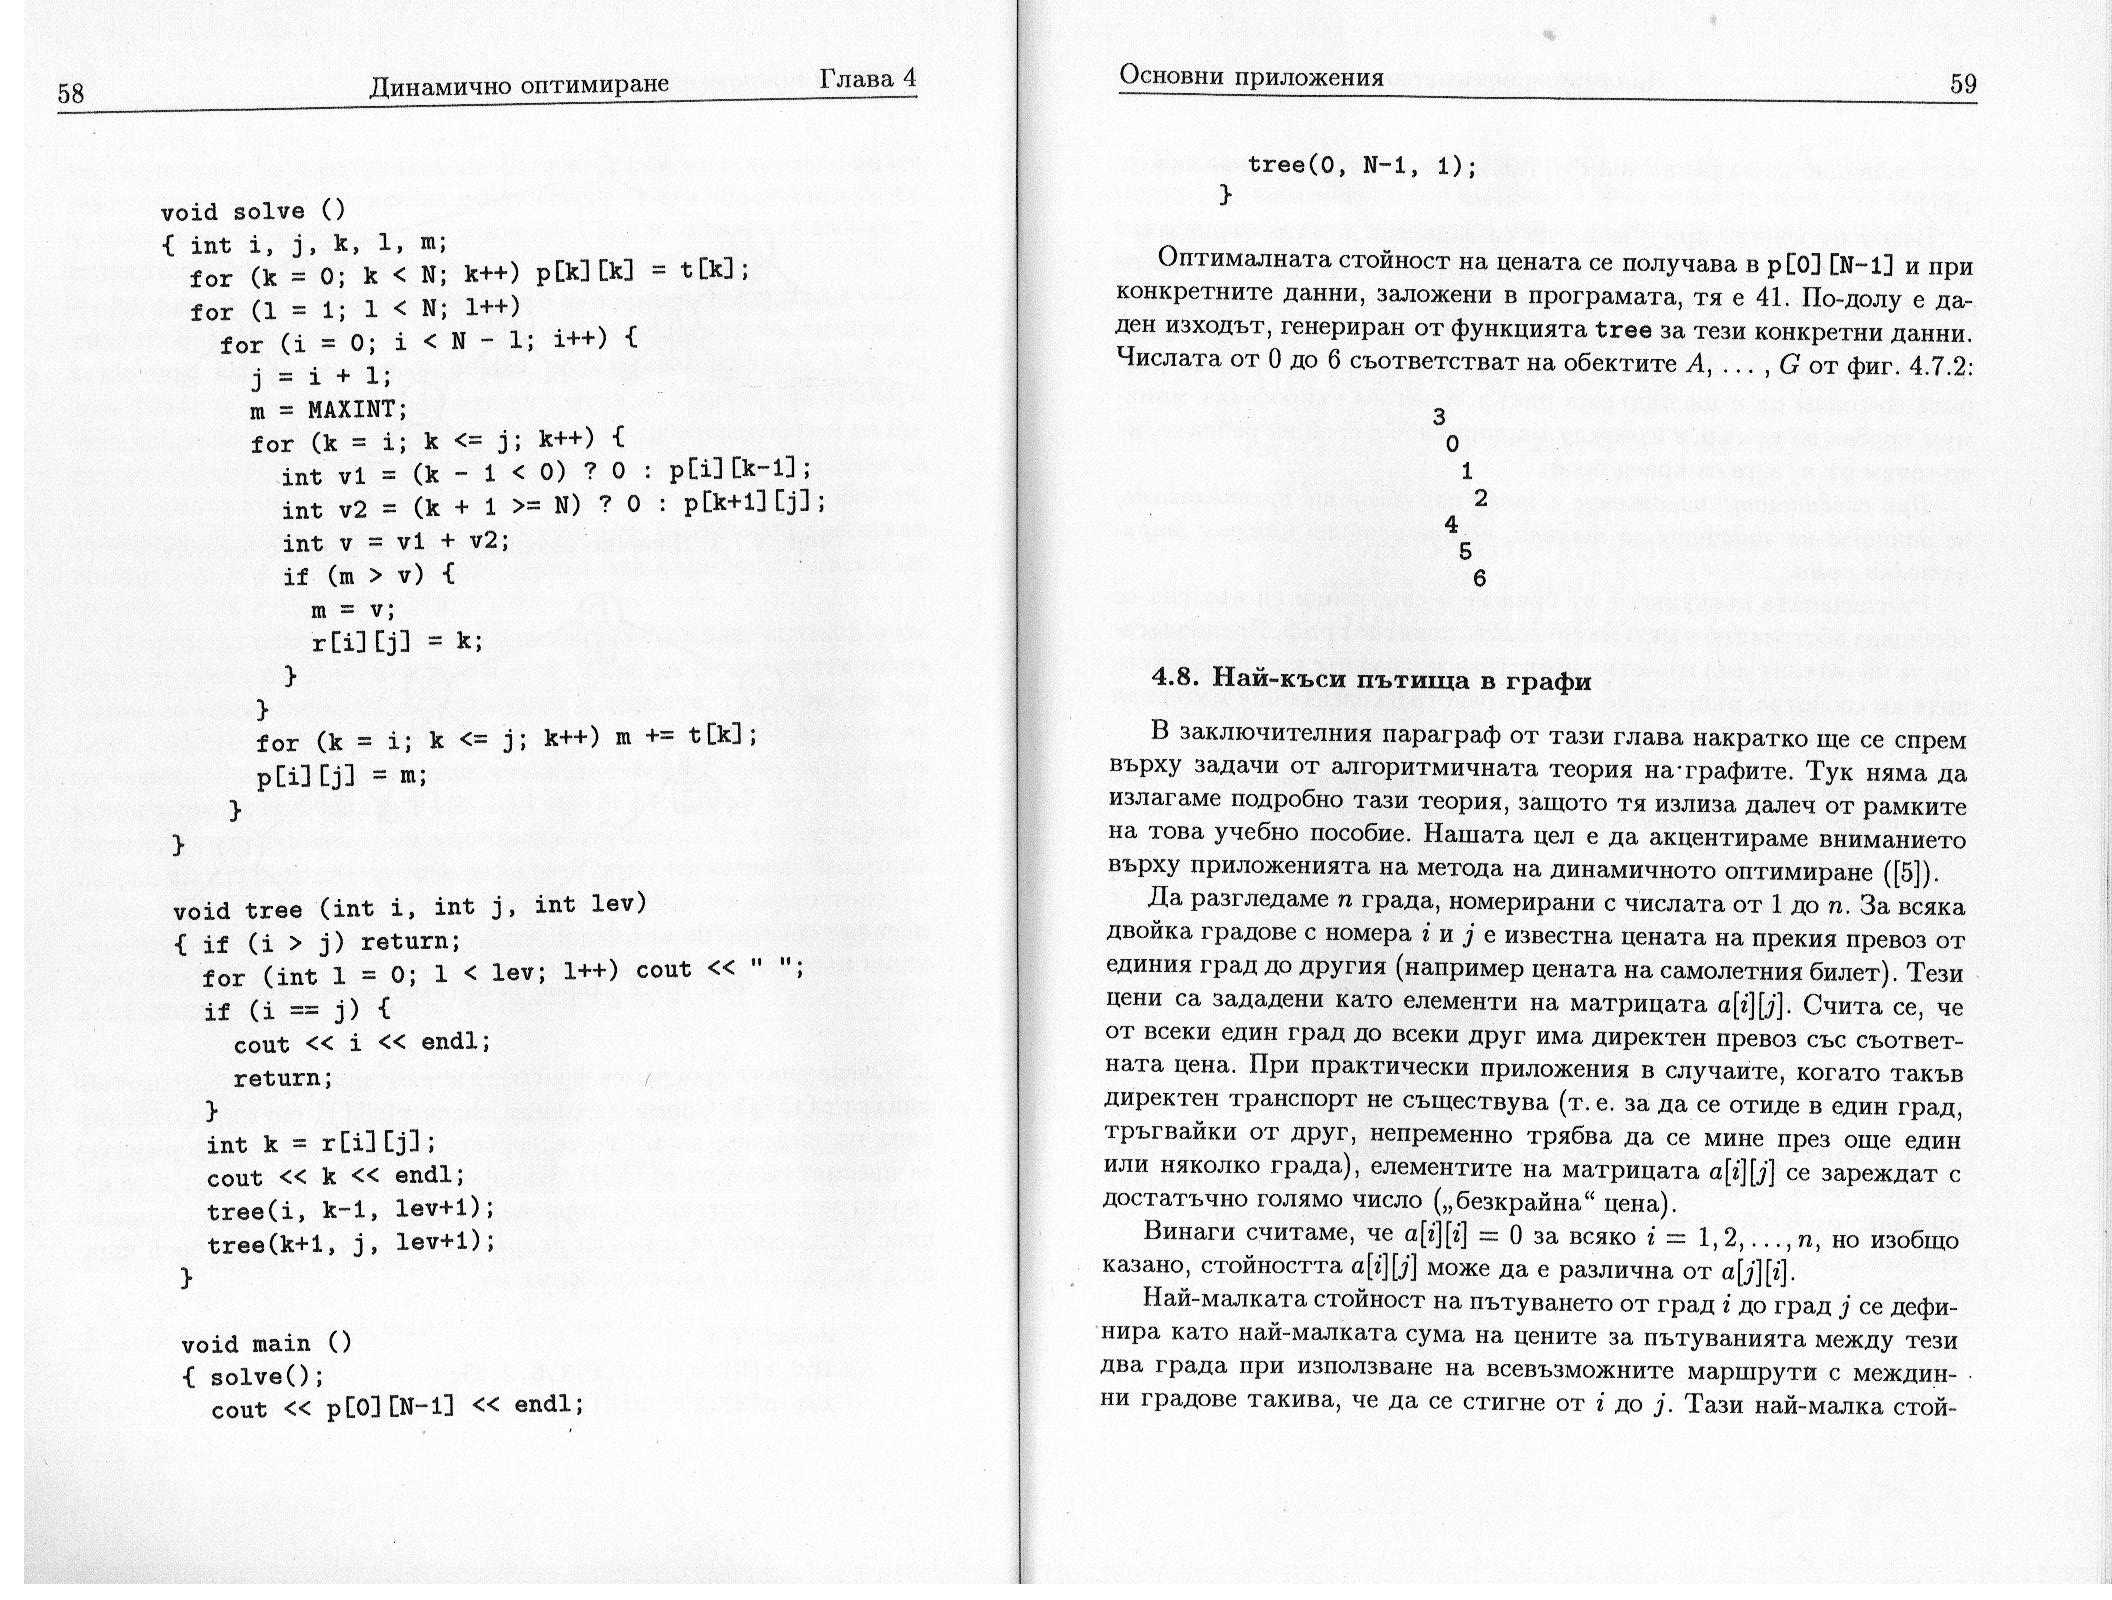 58 Динамично оптимиране Глава 4
void solve ()
{ int i, j, k, l, m;
  for (k = 0; k < N; k++) p[k][k] = t[k];
  for (l = 1; l < N; l++)
    for (i = 0; i < N - l; i++) {
      j = i + l;
      m = MAXINT;
      for (k = i; k <= j; k++) {
        int v1 = (k - 1 < 0) ? 0 : p[i][k-1];
        int v2 = (k + 1 >= N) ? 0 : p[k+1][j];
        int v = v1 + v2;
        if (m > v) {
          m = v;
          r[i][j] = k;
        }
      }
      for (k = i; k <= j; k++) m += t[k];
      p[i][j] = m;
    }
}
void tree (int i, int j, int lev)
{ if (i > j) return;
  for (int l = 0; l < lev; l++) cout << " ";
  if (i == j) {
    cout << i << endl;
    return;
  }
  int k = r[i][j];
  cout << k << endl;
  tree(i, k-1, lev+1);
  tree(k+1, j, lev+1);
}
void main ()
{ solve();
  cout << p[0][N-1] << endl;
Основни приложения 59
  tree(0, N-1, 1);
}
Оптималната стойност на цената се получава в p[0][N-1] и при
конкретните данни, заложени в програмата, тя е 41. По-долу е да-
ден изходът, генериран от функцията tree за тези конкретни данни.
Числата от 0 до 6 съответстват на обектите A, ... , G от фиг. 4.7.2:
3
 0
  1
   2
 4
  5
   6
4.8. Най-къси пътища в графи
В заключителния параграф от тази глава накратко ще се спрем
върху задачи от алгоритмичната теория на графите. Тук няма да
излагаме подробно тази теория, защото тя излиза далеч от рамките
на това учебно пособие. Нашата цел е да акцентираме вниманието
върху приложенията на метода на динамичното оптимиране ([5]).
Да разгледаме n града, номерирани с числата от 1 до n. За всяка
двойка градове с номера i и j е известна цената на прекия превоз от
единия град до другия (например цената на самолетния билет). Тези
цени са зададени като елементи на матрицата a[i][j]. Счита се, че
от всеки един град до всеки друг има директен превоз със съответ-
ната цена. При практически приложения в случаите, когато такъв
директен транспорт не съществува (т. е. за да се отиде в един град,
тръгвайки от друг, непременно трябва да се мине през още един
или няколко града), елементите на матрицата a[i][j] се зареждат с
достатъчно голямо число („безкрайна“ цена).
Винаги считаме, че a[i][i] = 0 за всяко i = 1, 2, . . . , n, но изобщо
казано, стойността a[i][j] може да е различна от a[j][i].
Най-малката стойност на пътуването от град i до град j се дефи-
нира като най-малката сума на цените за пътуванията между тези
два града при използване на всевъзможните маршрути с междин-
ни градове такива, че да се стигне от i до j. Тази най-малка стой-